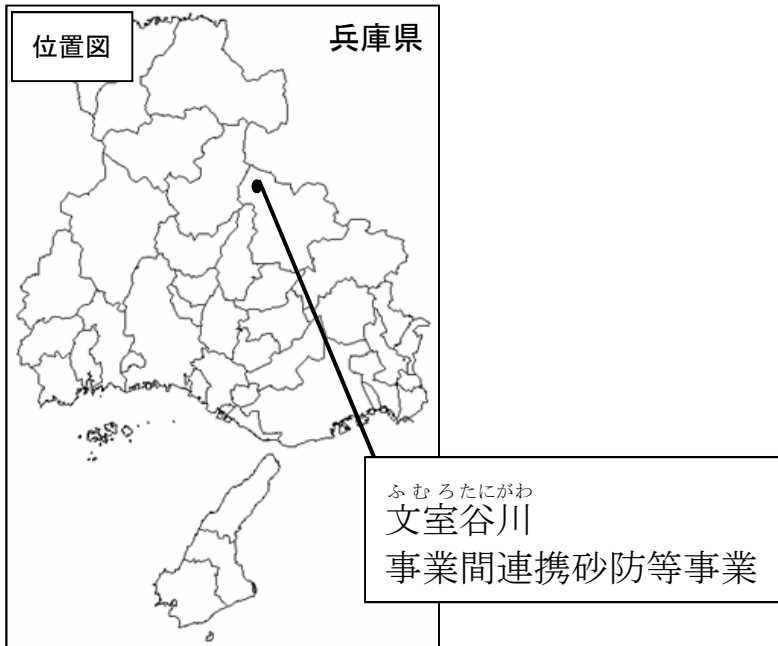 位置図
兵庫県
ふむろたにがわ
文室谷川
事業間連携砂防等事業